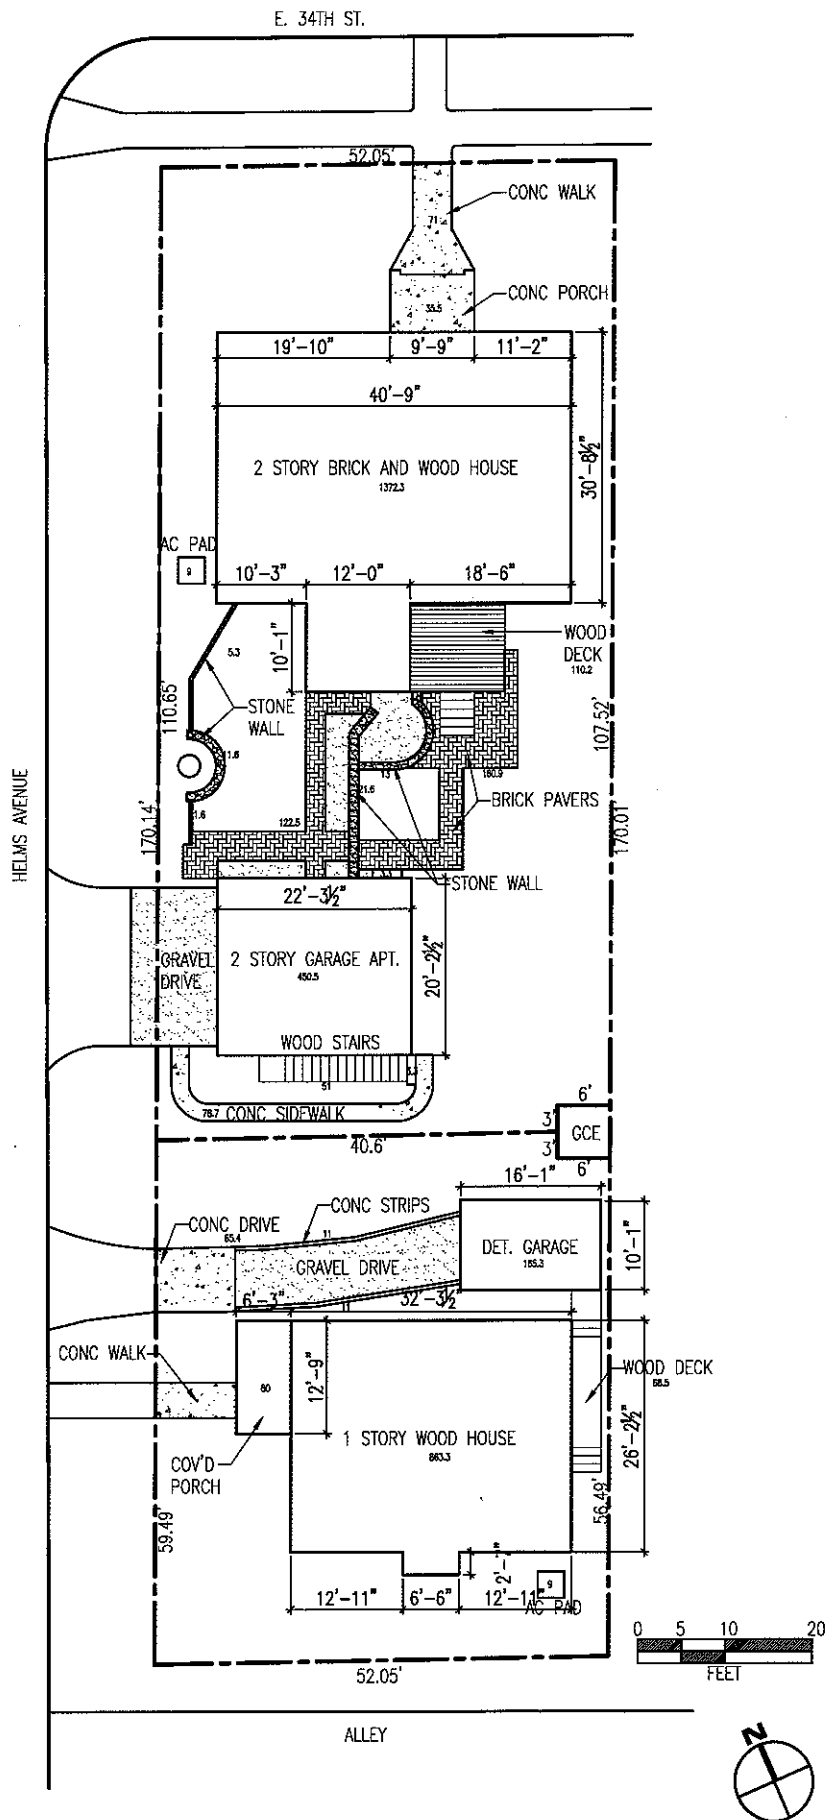 E. 34TH ST.
52.05'
CONC WALK
71
CONC PORCH
35.5
19'-10"
9'-9"
11'-2"
40'-9"
30'-8½"
2 STORY BRICK AND WOOD HOUSE
1372.3
AC PAD
9
10'-3"
12'-0"
18'-6"
10'-1"
WOOD
DECK
110.2
5.3
110.65'
STONE
WALL
107.52'
1.6
13
160.9
HELMS AVENUE
21.6
BRICK PAVERS
1.6
122.5
170.14'
170.01
STONE WALL
22'-3½"
GRAVEL
DRIVE
2 STORY GARAGE APT.
450.5
20'-2½"
WOOD STAIRS
51
78.7
CONC SIDEWALK
6'
3'
GCE
3'
6'
40.6'
16'-1"
CONC STRIPS
CONC DRIVE
65.4
11
DET. GARAGE
10'-1"
GRAVEL DRIVE
6'-3"
11
32'-3½"
CONC WALK
12'-9"
WOOD DECK
68.5
60
1 STORY WOOD HOUSE
863.3
26'-2½"
COV'D
PORCH
59.49'
56.49'
2'-7"
12'-11"
6'-6"
12'-11"
9
AC PAD
0 5 10 20
FEET
52.05'
ALLEY
N